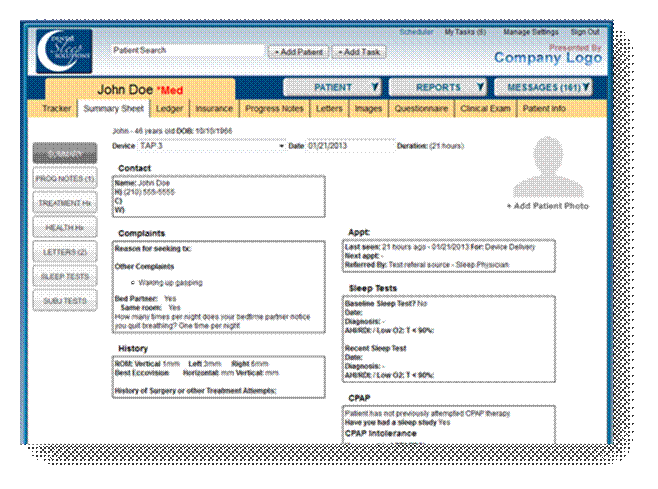 DENTAL
Sleep
SOLUTIONS
Scheduler My Tasks (6) Manage Settings Sign Out
Patient Search + Add Patient + Add Task
Presented By
Company Logo
John Doe *Med
PATIENT REPORTS MESSAGES (161)
Tracker Summary Sheet Ledger Insurance Progress Notes Letters Images Questionnaire Clinical Exam Patient Info
John - 46 years old DOB: 10/10/1966
Device TAP 3 Date 01/21/2013 Duration: (21 hours)
SUMMARY
PROG NOTES (1)
TREATMENT Hx
HEALTH Hx
LETTERS (2)
SLEEP TESTS
SUBJ TESTS
+ Add Patient Photo
Contact
Name: John Doe
H) (210) 555-5555
C)
W)
Complaints
Reason for seeking tx:
Other Complaints
Waking up gasping
Bed Partner: Yes
Same room: Yes
How many times per night does your bedtime partner notice
you quit breathing? One time per night
History
ROM: Vertical 1mm Left 3mm Right 6mm
Best Eccovision Horizontal: mm Vertical: mm
History of Surgery or other Treatment Attempts:
Appt:
Last seen: 21 hours ago - 01/21/2013 For: Device Delivery
Next appt: -
Referred By: Test referal source - Sleep Physician
Sleep Tests
Baseline Sleep Test? No
Date:
Diagnosis: -
AHI/RDI: / Low O2: T < 90%:
Recent Sleep Test
Date:
Diagnosis: -
AHI/RDI: / Low O2: T < 90%:
CPAP
Patient has not previously attempted CPAP therapy.
Have you had a sleep study Yes
CPAP Intolerance